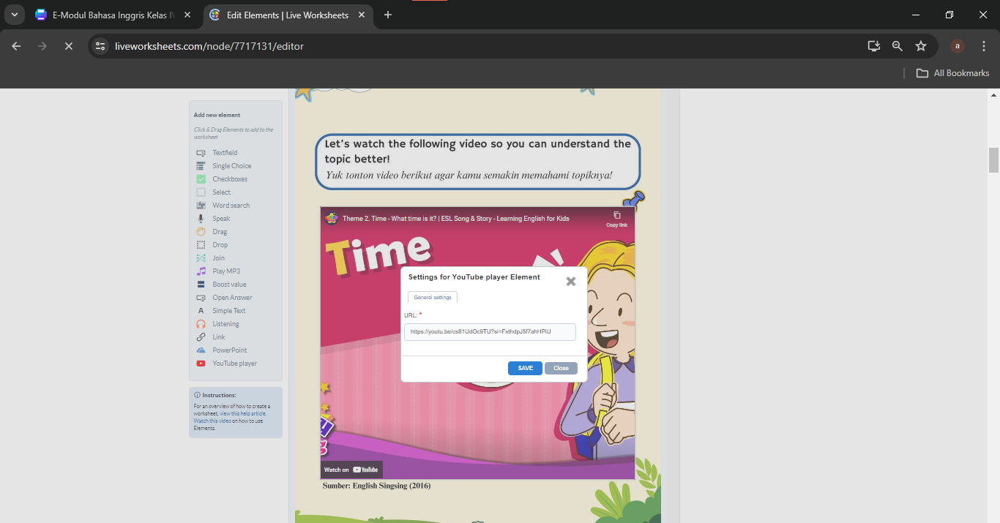 E-Modul Bahasa Inggris Kelas IV
Edit Elements | Live Worksheets
liveworksheets.com/node/7717131/editor
a
All Bookmarks
Add new element
Click & Drag Elements to add to the
worksheet
Textfield
Single Choice
Checkboxes
Select
Word search
Speak
Drag
Drop
Join
Play MP3
Boost value
Open Answer
A Simple Text
Listening
Link
PowerPoint
YouTube player
Instructions:
For an overview of how to create a
worksheet, view this help article.
Watch this video on how to use
Elements.
Let's watch the following video so you can understand the
topic better!
Yuk tonton video berikut agar kamu semakin memahami topiknya!
Theme 2. Time - What time is it? | ESL Song & Story - Learning English for Kids
Copy link
Time
Settings for YouTube player Element
General settings
URL: *
https://youtu.be/cs81UdOc9TU?si=FxthdpJ5f7ahHPiU
SAVE
Close
Watch on YouTube
Sumber: English Singsing (2016)